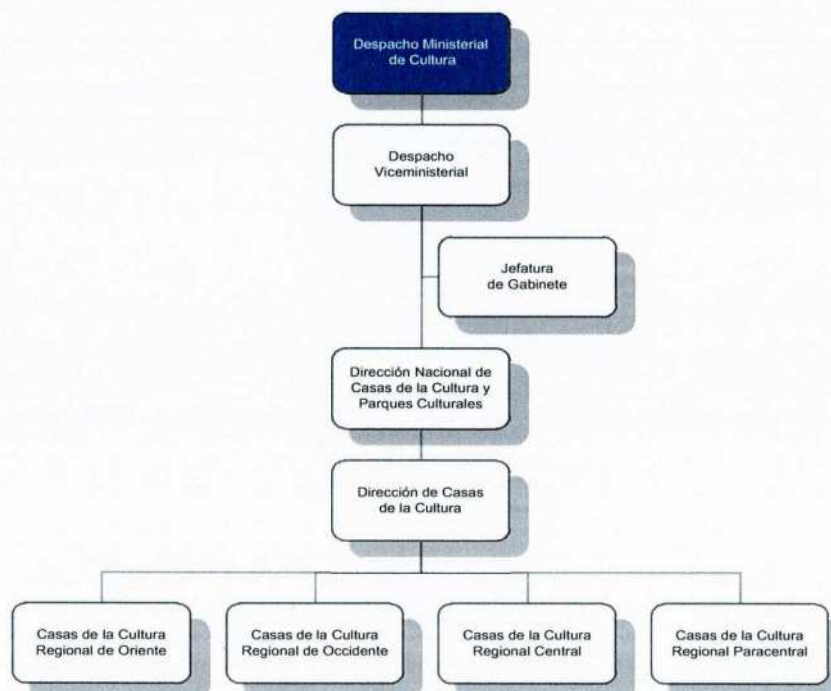 Despacho Ministerial
de Cultura
Despacho
Viceministerial
Jefatura
de Gabinete
Dirección Nacional de
Casas de la Cultura y
Parques Culturales
Dirección de Casas
de la Cultura
Casas de la Cultura
Regional de Oriente
Casas de la Cultura
Regional de Occidente
Casas de la Cultura
Regional Central
Casas de la Cultura
Regional Paracentral